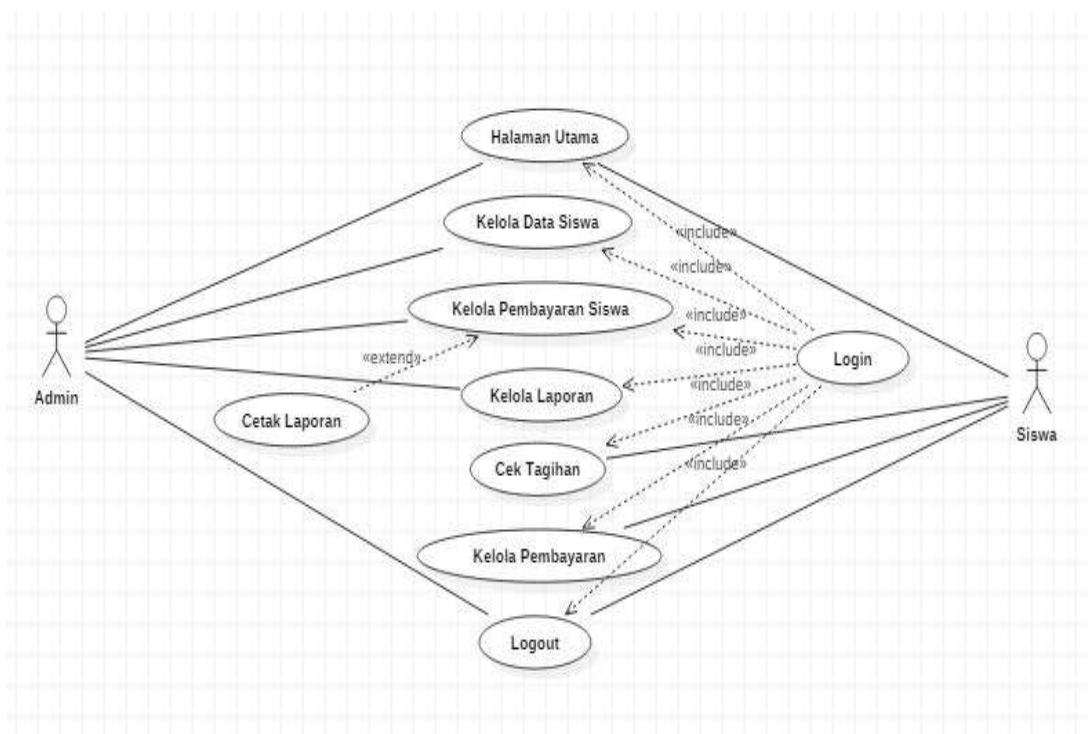 Halaman Utama
Kelola Data Siswa
«include»
«include»
Kelola Pembayaran Siswa
«include»
«include»
«extend»
Login
Admin
Kelola Laporan
«include»
Cetak Laporan
«include»
Siswa
Cek Tagihan
«include»
Kelola Pembayaran
Logout